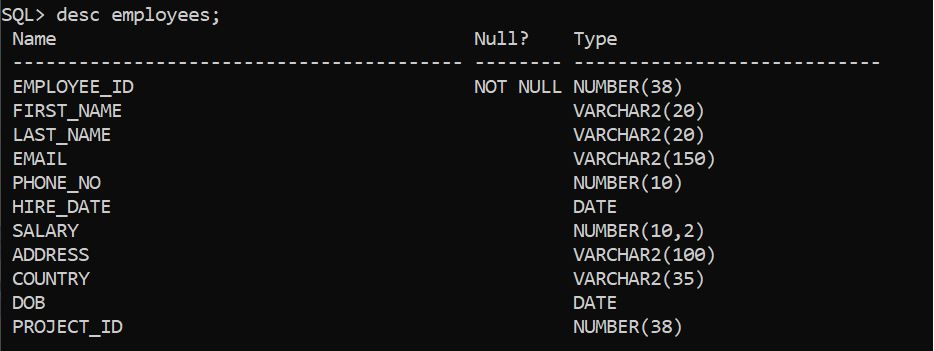 SQL> desc employees;
 Name                                      Null?    Type
 ----------------------------------------- -------- ----------------------------
 EMPLOYEE_ID                               NOT NULL NUMBER(38)
 FIRST_NAME                                         VARCHAR2(20)
 LAST_NAME                                          VARCHAR2(20)
 EMAIL                                              VARCHAR2(150)
 PHONE_NO                                           NUMBER(10)
 HIRE_DATE                                          DATE
 SALARY                                             NUMBER(10,2)
 ADDRESS                                            VARCHAR2(100)
 COUNTRY                                            VARCHAR2(35)
 DOB                                                DATE
 PROJECT_ID                                         NUMBER(38)